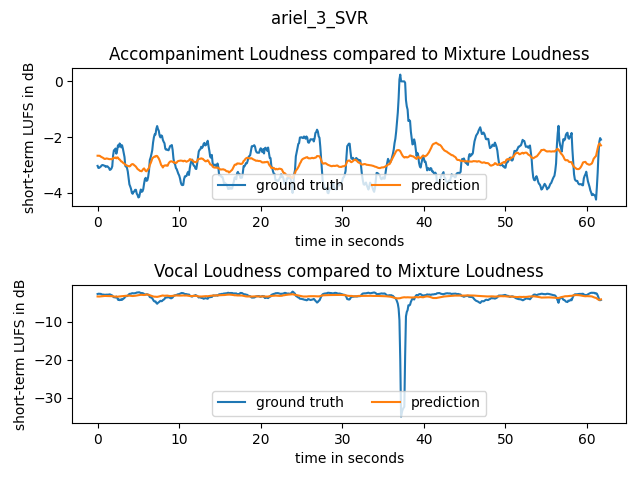 ariel_3_SVR
Accompaniment Loudness compared to Mixture Loudness
short-term LUFS in dB
0
−2
−4
ground truth
prediction
0
10
20
30
40
50
60
time in seconds
Vocal Loudness compared to Mixture Loudness
short-term LUFS in dB
−10
−20
−30
ground truth
prediction
0
10
20
30
40
50
60
time in seconds